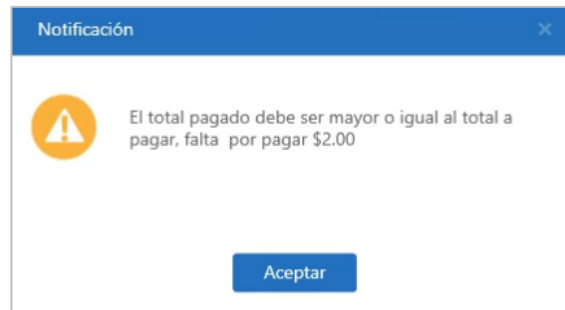 Notificación
El total pagado debe ser mayor o igual al total a
pagar, falta por pagar $2.00
Aceptar